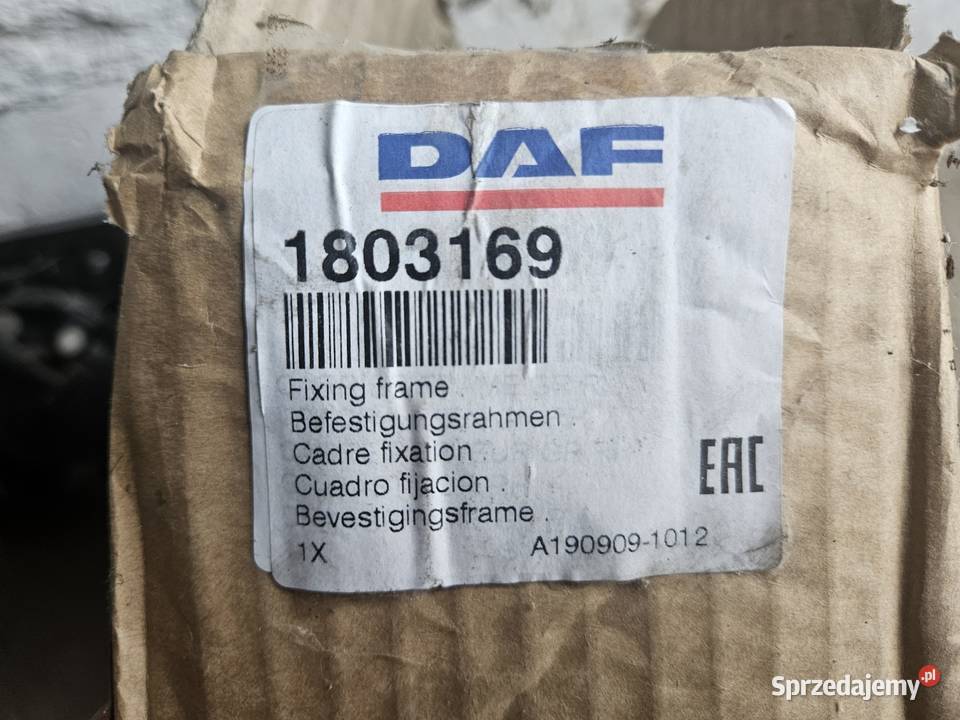 DAF
1803169
Fixing frame .
Befestigungsrahmen .
Cadre fixation .
Cuadro fijacion .
Bevestigingsframe .
EAC
1X
A190909-1012
Sprzedajemy.pl